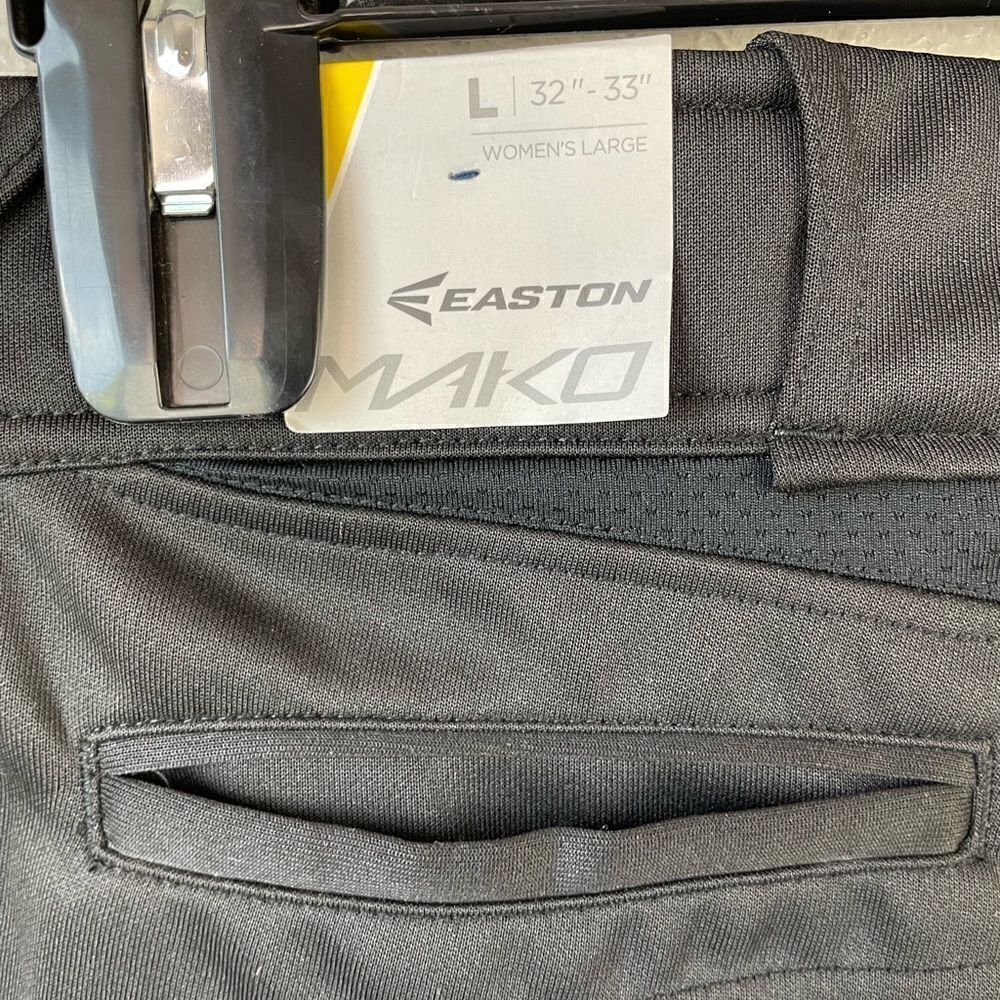 L | 32" - 33"
WOMEN'S LARGE
EASTON
MAKO